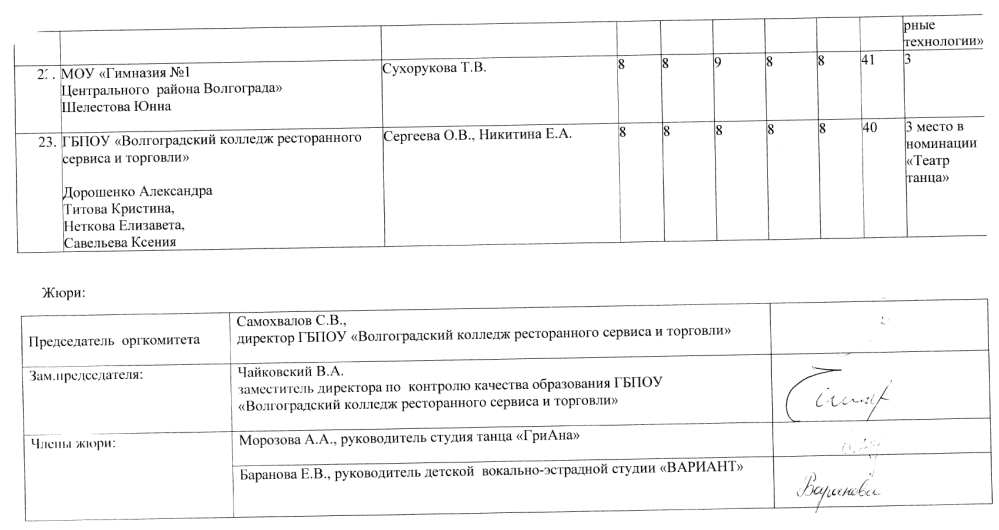 рные
технологии»
2. МОУ «Гимназия №1 Сухорукова Т.В. 8 8 9 8 8 41 3
Центрального района Волгограда»
Шелестова Юнна
23. ГБПОУ «Волгоградский колледж ресторанного Сергеева О.В., Никитина Е.А. 8 8 8 8 8 40 3 место в
сервиса и торговли» номинации
«Театр
Дорошенко Александра танца»
Титова Кристина,
Неткова Елизавета,
Савельева Ксения
Жюри:
Самохвалов С.В.,
Председатель оргкомитета директор ГБПОУ «Волгоградский колледж ресторанного сервиса и торговли»
Зам.председателя: Чайковский В.А.
заместитель директора по контролю качества образования ГБПОУ
«Волгоградский колледж ресторанного сервиса и торговли»
Члены жюри: Морозова А.А., руководитель студия танца «ГриАна»
Баранова Е.В., руководитель детской вокально-эстрадной студии «ВАРИАНТ»
Баранова